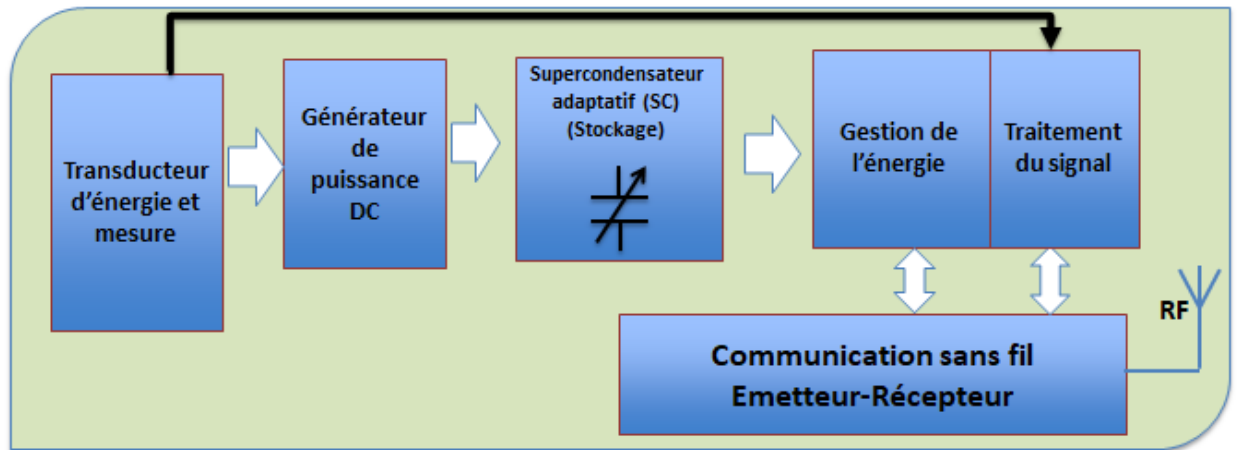 Transducteur
d'énergie et
mesure
Générateur
de
puissance
DC
Supercondensateur
adaptatif (SC)
(Stockage)
Gestion de
l'énergie
Traitement
du signal
RF
Communication sans fil
Emetteur-Récepteur